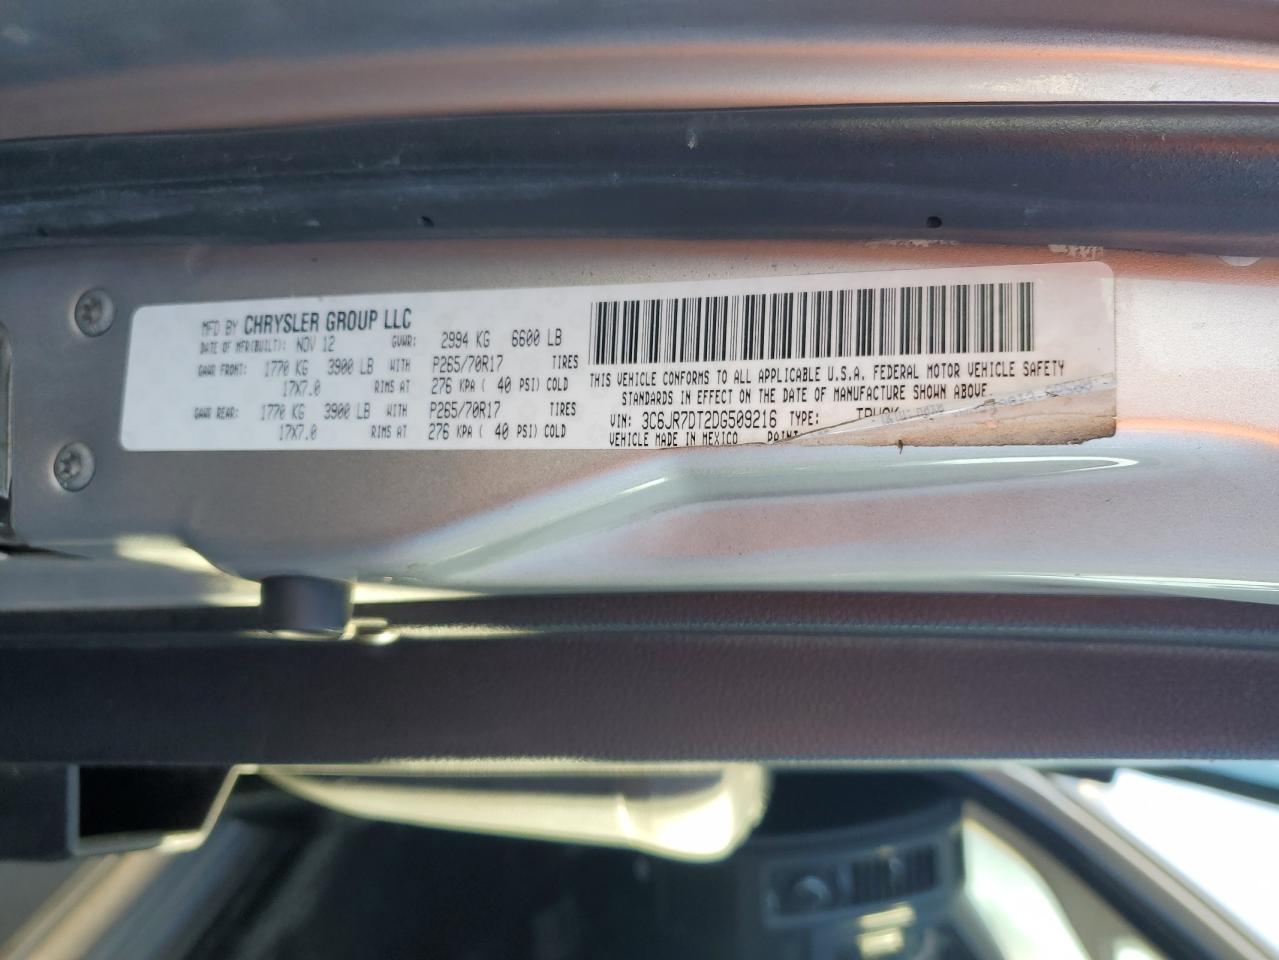 MFD BY CHRYSLER GROUP LLC
DATE OF MFR(BUILT): NOV 12 GVWR: 2994 KG 6600 LB
GAWR FRONT: 1770 KG 3900 LB WITH P265/70R17 TIRES
17X7.0 RIMS AT 276 KPA ( 40 PSI) COLD
GAWR REAR: 1770 KG 3900 LB WITH P265/70R17 TIRES
17X7.0 RIMS AT 276 KPA ( 40 PSI) COLD
THIS VEHICLE CONFORMS TO ALL APPLICABLE U.S.A. FEDERAL MOTOR VEHICLE SAFETY
STANDARDS IN EFFECT ON THE DATE OF MANUFACTURE SHOWN ABOVE
VIN: 3C6JR7DT2DG509216 TYPE: TRUCK
VEHICLE MADE IN MEXICO PAINT